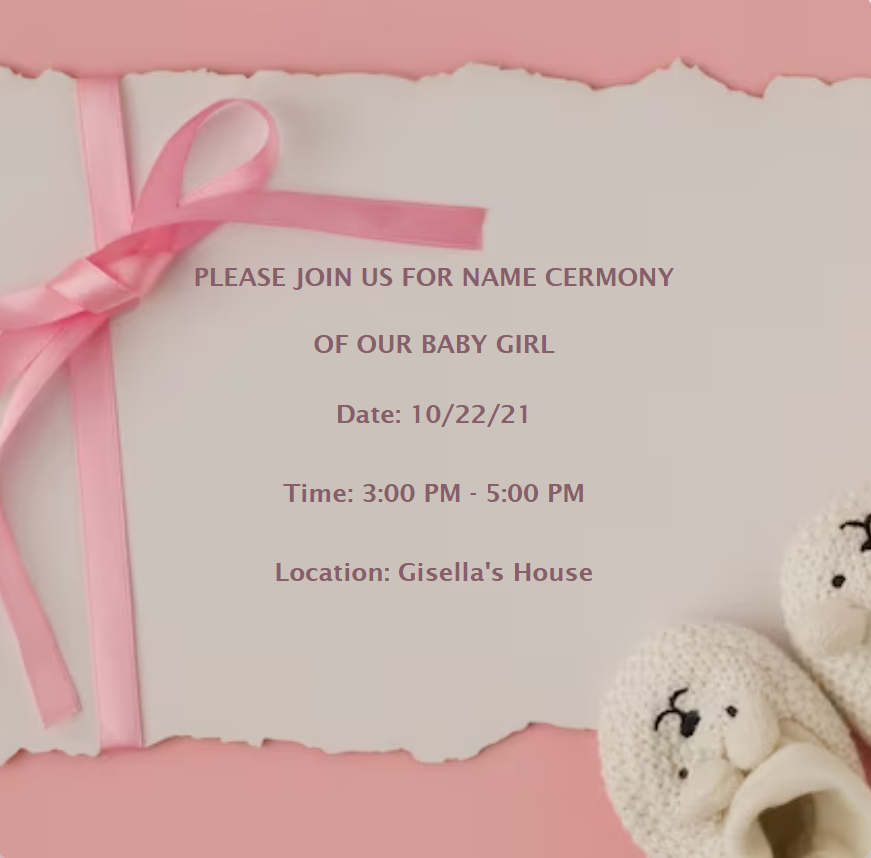 PLEASE JOIN US FOR NAME CERMONY
OF OUR BABY GIRL
Date: 10/22/21
Time: 3:00 PM - 5:00 PM
Location: Gisella's House